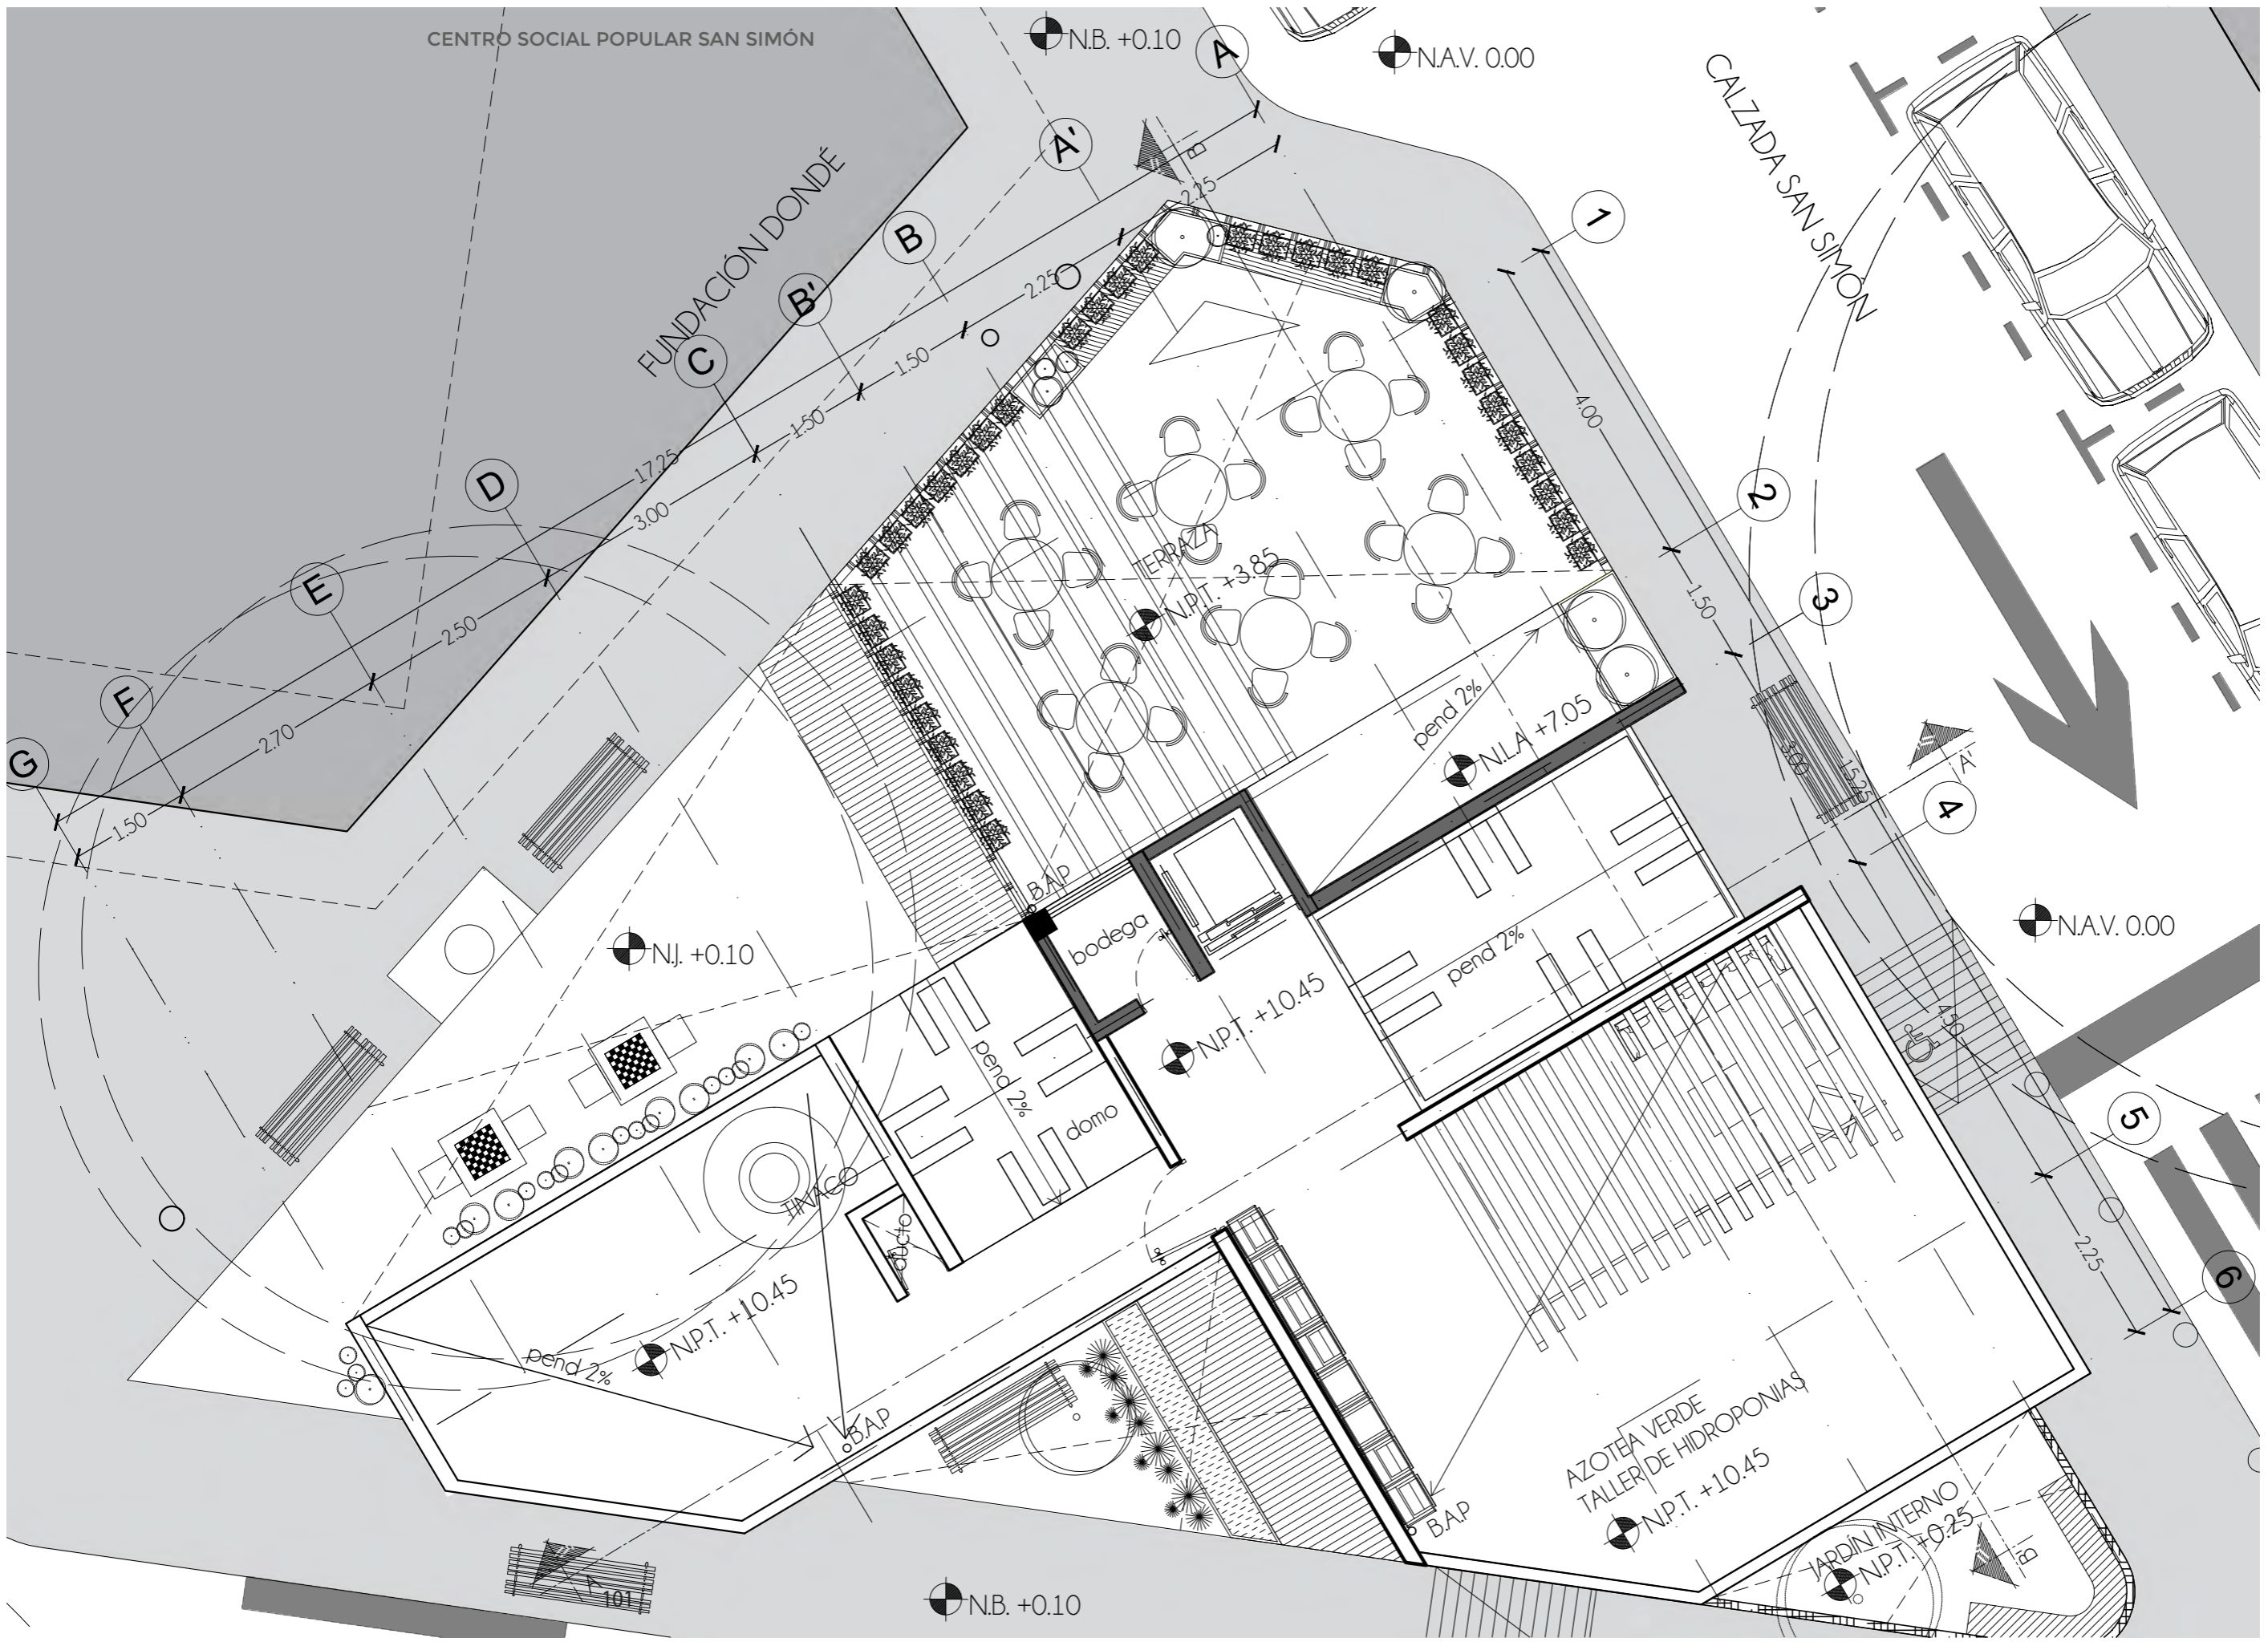 CENTRO SOCIAL POPULAR SAN SIMÓN
N.B. +0.10
A
N.A.V. 0.00
CALZADA SAN SIMÓN
A'
B
2.25
FUNDACIÓN DONDÉ
B
1
B'
2.25
C
1.50
4.00
1.50
17.25
D
3.00
2
E
2.50
TERRAZA
N.P.T. +3.85
1.50
3
F
2.70
pend 2%
N.L.A +7.05
3.00
15.25
A'
G
1.50
4
B.AP
bodega
N.J. +0.10
pend 2%
N.A.V. 0.00
N.P.T. +10.45
4.50
pend 2%
domo
5
TINACO
ducto
2.25
6
N.P.T. +10.45
pend 2%
B.AP
AZOTEA VERDE
TALLER DE HIDROPONIAS
N.P.T. +10.45
B.AP
JARDÍN INTERNO
N.P.T. +0.25
B'
A
101
N.B. +0.10